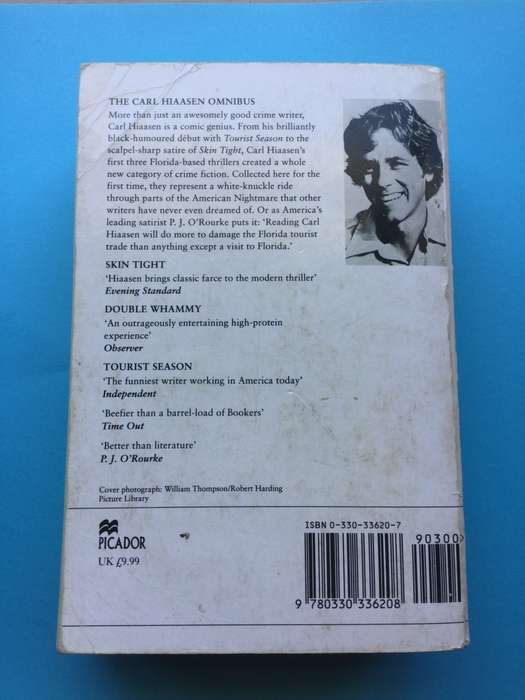 THE CARL HIAASEN OMNIBUS
More than just an awesomely good crime writer,
Carl Hiaasen is a comic genius. From his brilliantly
black-humoured début with Tourist Season to the
scalpel-sharp satire of Skin Tight, Carl Hiaasen's
first three Florida-based thrillers created a whole
new category of crime fiction. Collected here for the
first time, they represent a white-knuckle ride
through parts of the American Nightmare that other
writers have never even dreamed of. Or as America's
leading satirist P. J. O'Rourke puts it: 'Reading Carl
Hiaasen will do more to damage the Florida tourist
trade than anything except a visit to Florida.'
SKIN TIGHT
'Hiaasen brings classic farce to the modern thriller'
Evening Standard
DOUBLE WHAMMY
'An outrageously entertaining high-protein
experience'
Observer
TOURIST SEASON
'The funniest writer working in America today'
Independent
'Beefier than a barrel-load of Bookers'
Time Out
'Better than literature'
P. J. O'Rourke
Cover photograph: William Thompson/Robert Harding
Picture Library
PICADOR
UK £9.99
ISBN 0-330-33620-7
90300
9 780330 336208